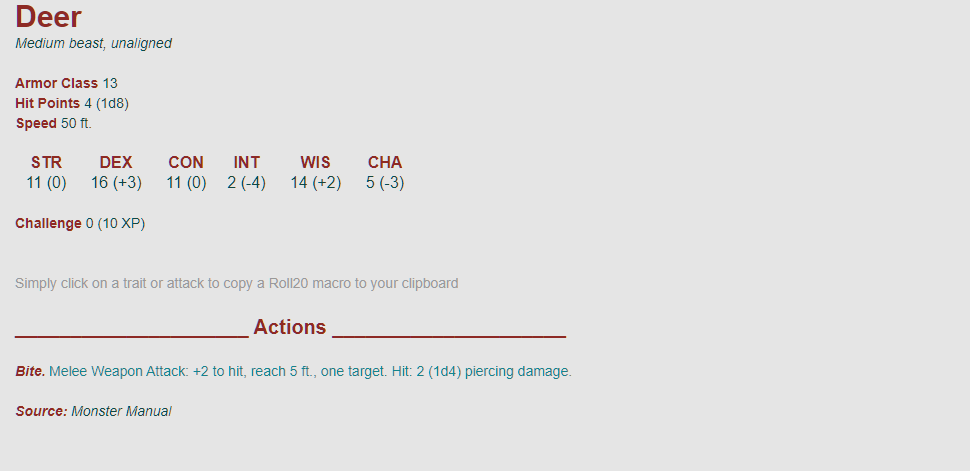 Deer
Medium beast, unaligned
Armor Class 13
Hit Points 4 (1d8)
Speed 50 ft.
STR DEX CON INT WIS CHA
11 (0) 16 (+3) 11 (0) 2 (-4) 14 (+2) 5 (-3)
Challenge 0 (10 XP)
Simply click on a trait or attack to copy a Roll20 macro to your clipboard
Actions
Bite. Melee Weapon Attack: +2 to hit, reach 5 ft., one target. Hit: 2 (1d4) piercing damage.
Source: Monster Manual